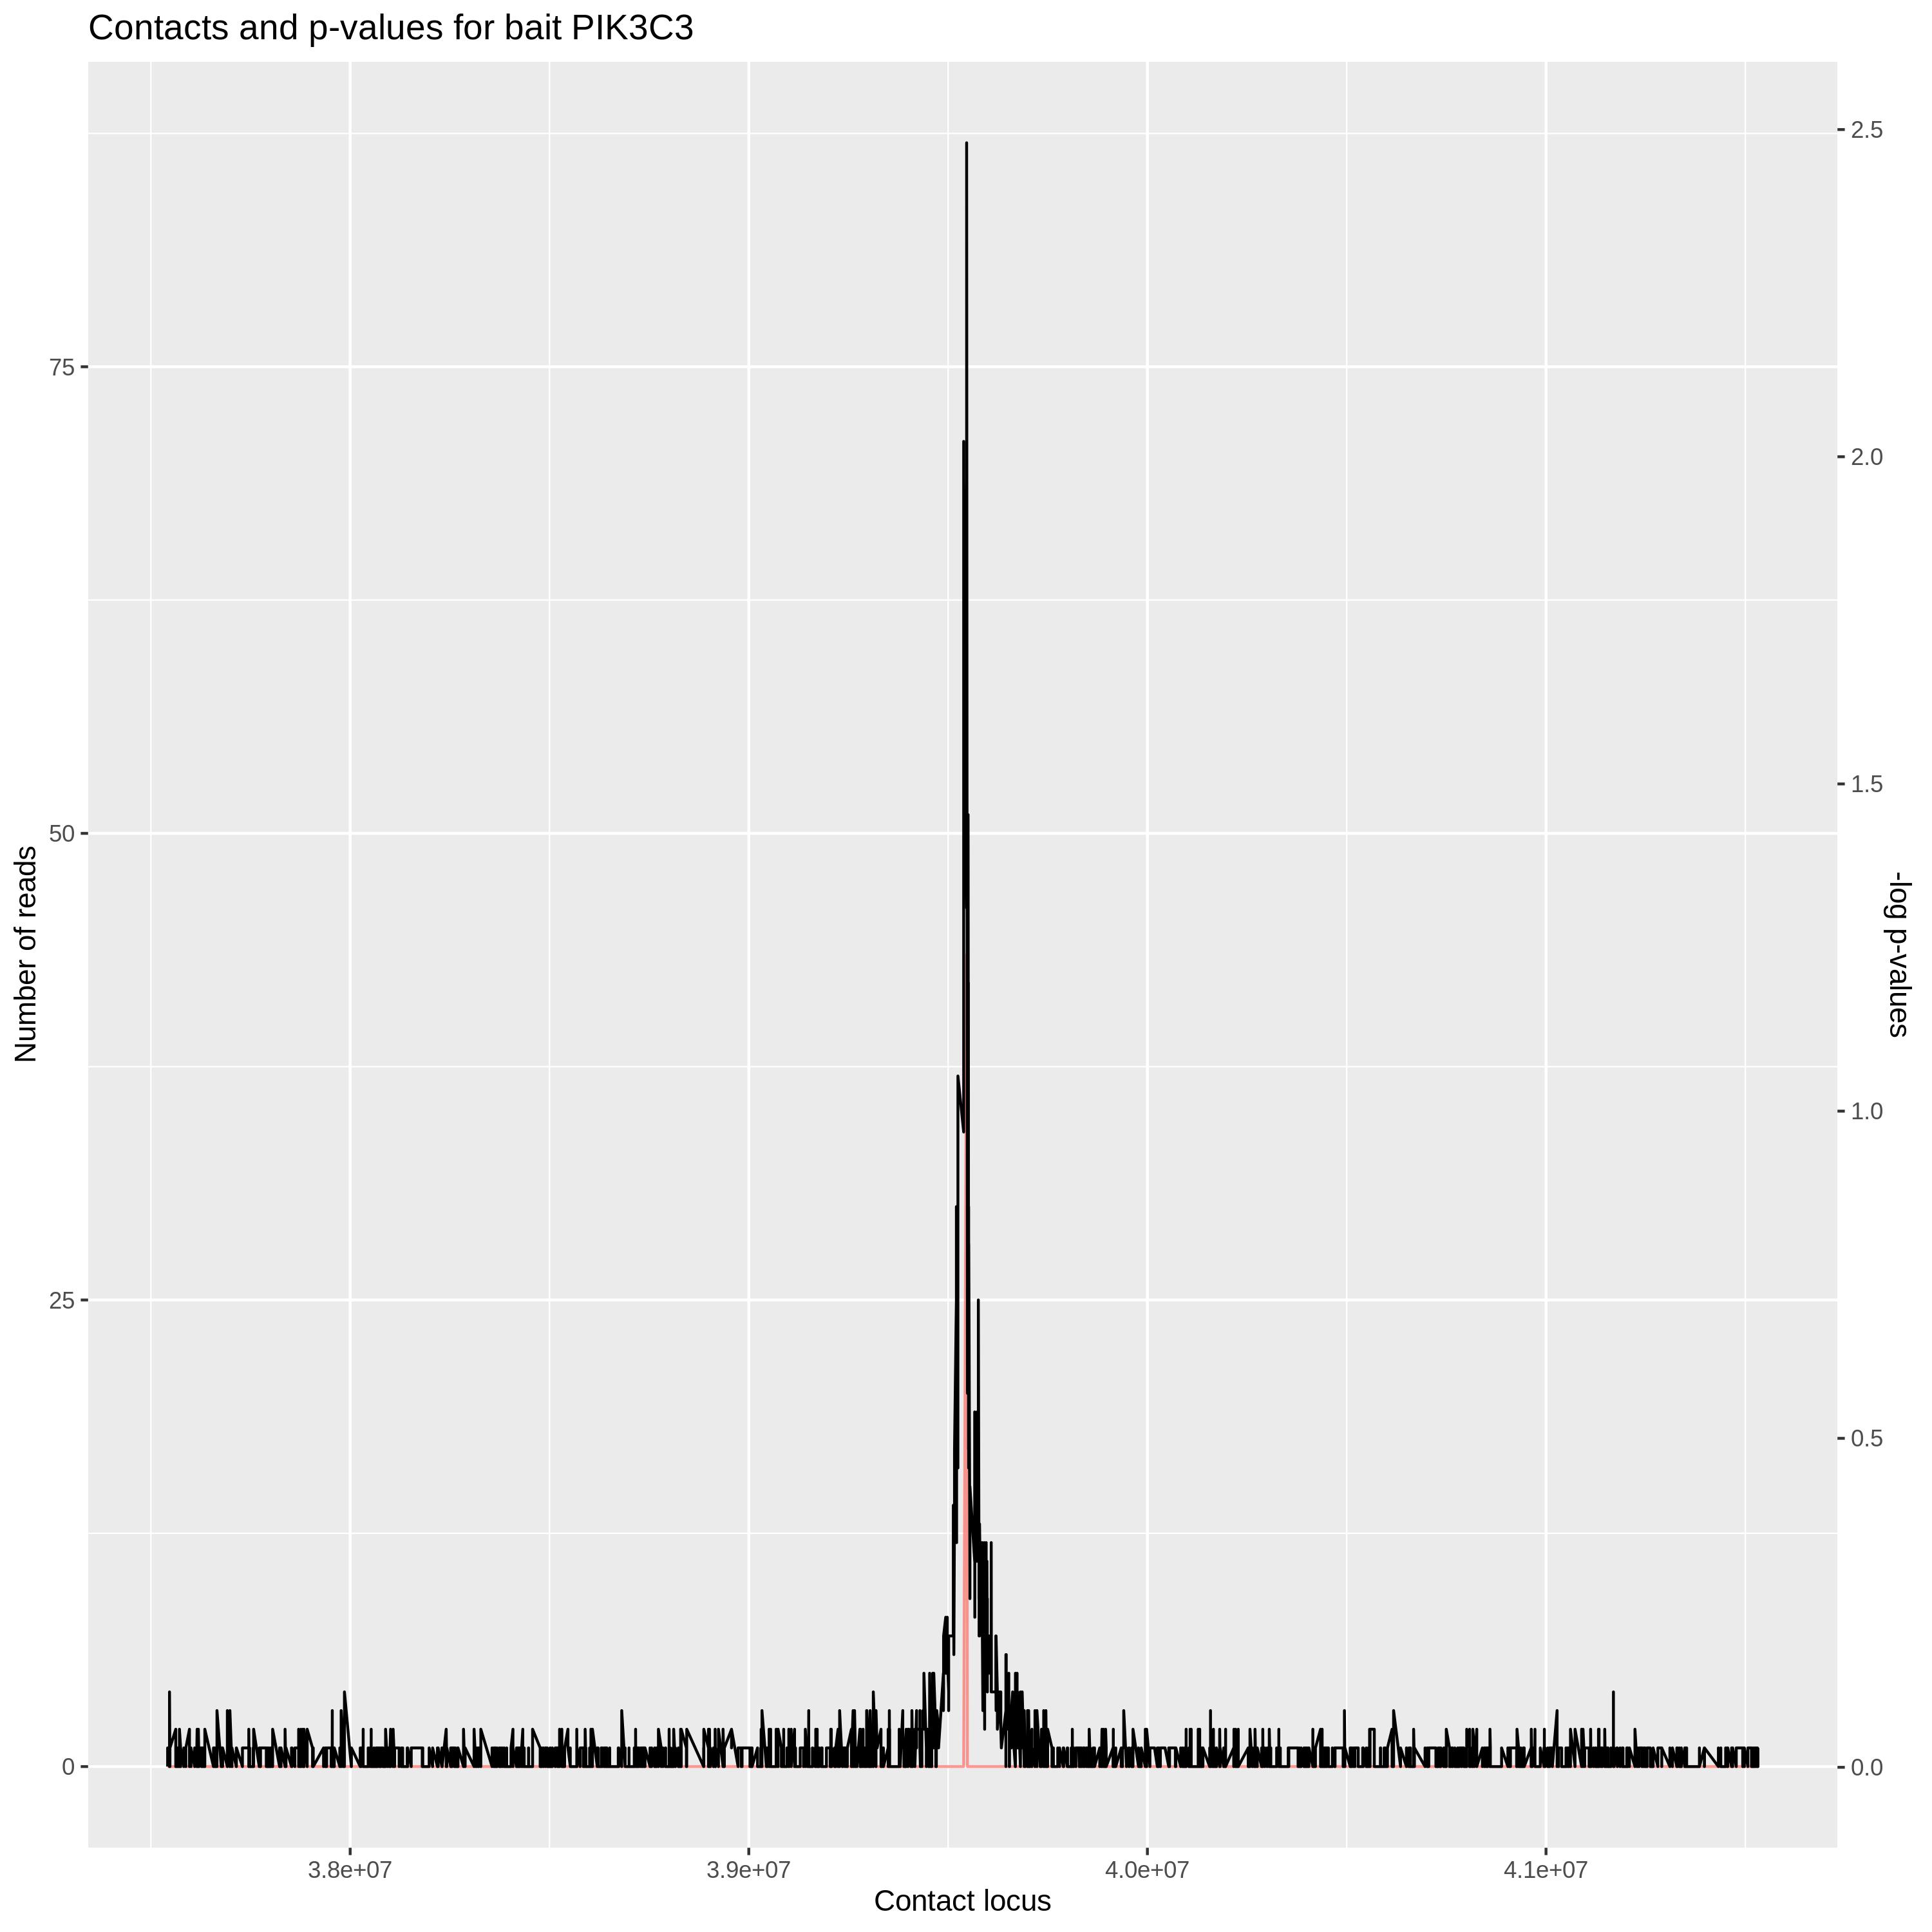 Contacts and p-values for bait PIK3C3
Number of reads
75
50
25
0
2.5
2.0
1.5
1.0
0.5
0.0
-log p-values
3.8e+07 3.9e+07 4.0e+07 4.1e+07
Contact locus